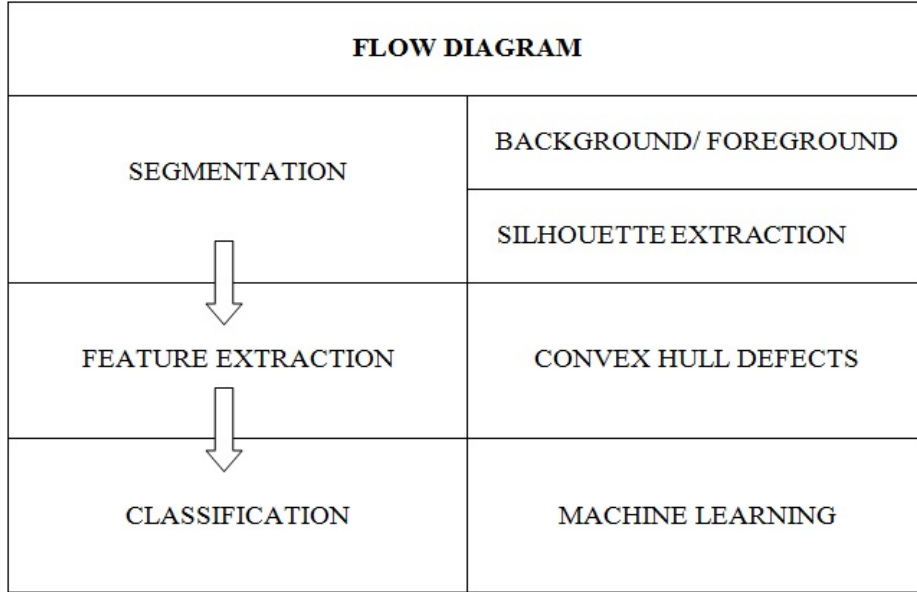 FLOW DIAGRAM
SEGMENTATION
BACKGROUND/ FOREGROUND
SILHOUETTE EXTRACTION
FEATURE EXTRACTION
CONVEX HULL DEFECTS
CLASSIFICATION
MACHINE LEARNING